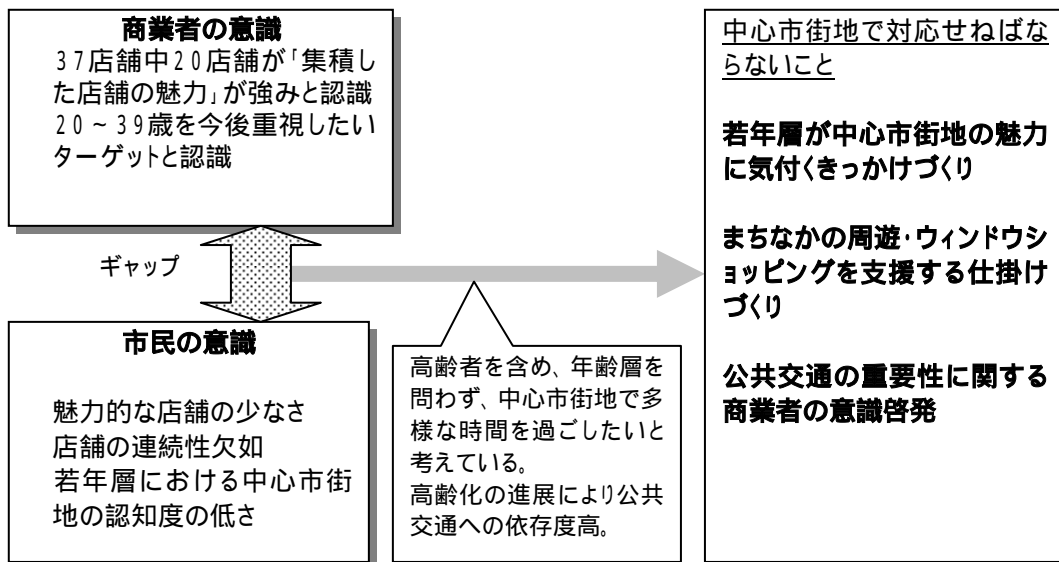 商業者の意識
37店舗中20店舗が「集積し
た店舗の魅力」が強みと認識
20～39歳を今後重視したい
ターゲットと認識
ギャップ
市民の意識
魅力的な店舗の少なさ
店舗の連続性欠如
若年層における中心市街
地の認知度の低さ
高齢者を含め、年齢層を
問わず、中心市街地で多
様な時間を過ごしたいと
考えている。
高齢化の進展により公共
交通への依存度高。
中心市街地で対応せねばな
らないこと
若年層が中心市街地の魅力
に気付くきっかけづくり
まちなかの周遊・ウィンドウシ
ョッピングを支援する仕掛け
づくり
公共交通の重要性に関する
商業者の意識啓発